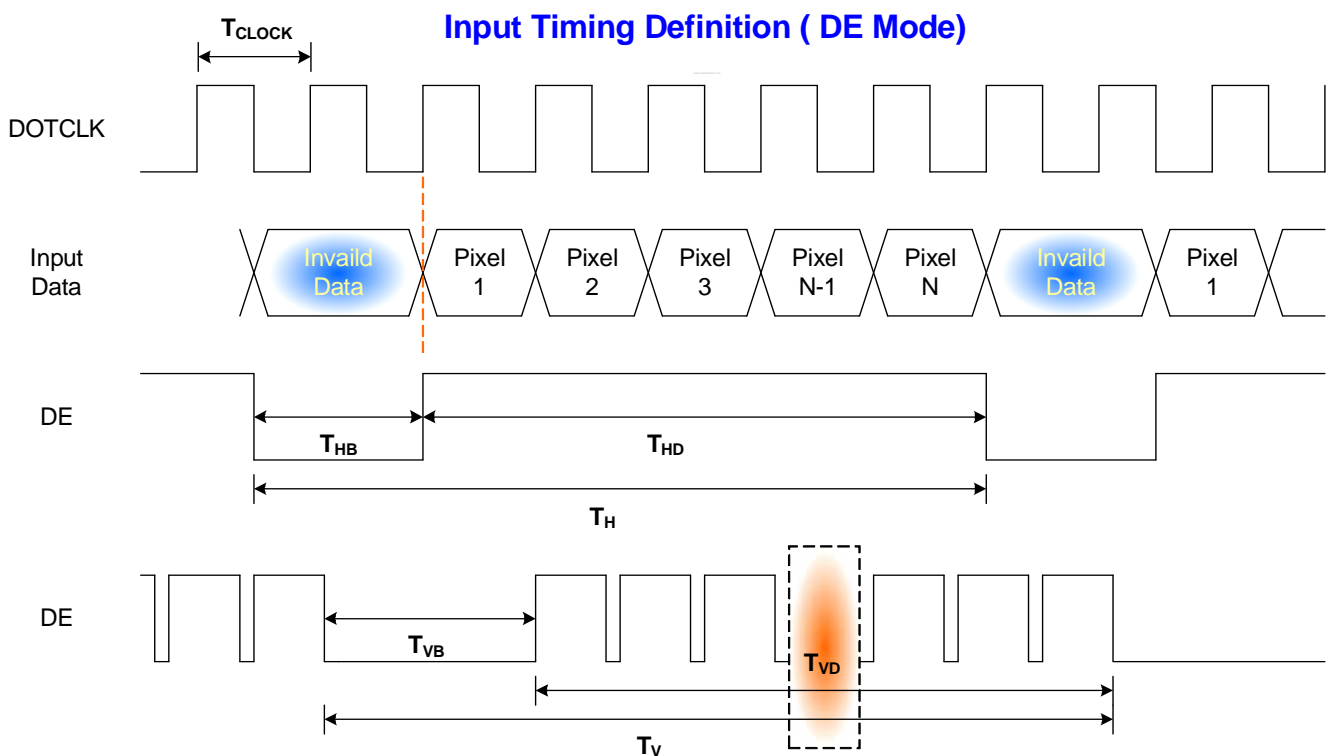 Input Timing Definition ( DE Mode)
TCLOCK
DOTCLK
Input
Data
Invaild
Data
Pixel
1
Pixel
2
Pixel
3
Pixel
N-1
Pixel
N
Invaild
Data
Pixel
1
DE
THB
THD
TH
DE
TVB
TVD
TV